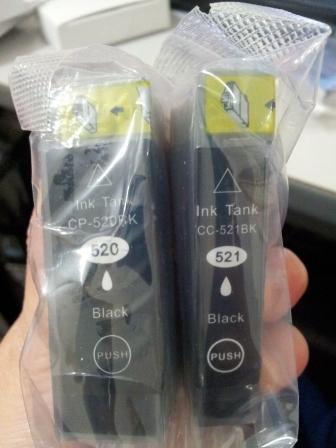 Ink Tank
CP-520BK
520
Black
PUSH
Ink Tank
CC-521BK
521
Black
PUSH